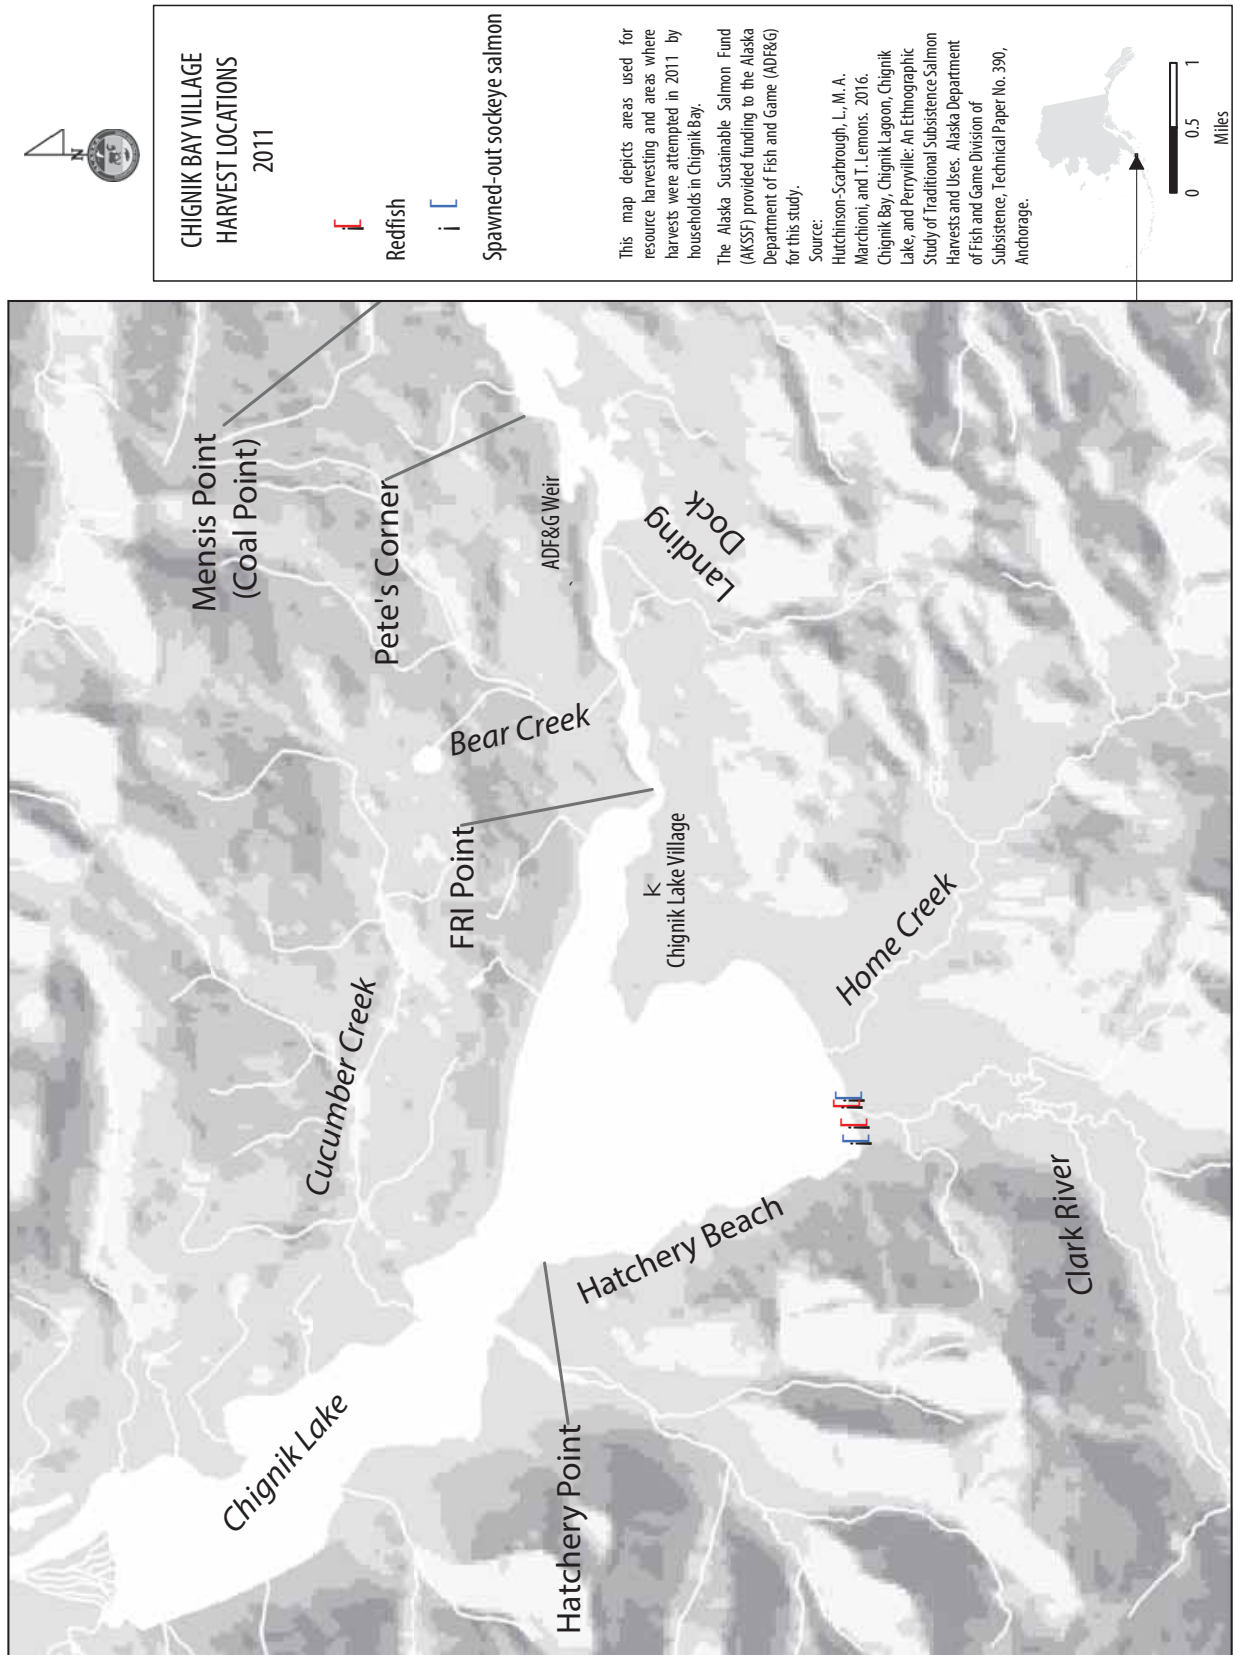 N
CHIGNIK BAY VILLAGE
HARVEST LOCATIONS
2011
Redfish
Spawned-out sockeye salmon
This map depicts areas used for
resource harvesting and areas where
harvests were attempted in 2011 by
households in Chignik Bay.
The Alaska Sustainable Salmon Fund
(AKSSF) provided funding to the Alaska
Department of Fish and Game (ADF&G)
for this study.
Source:
Hutchinson-Scarbrough, L., M. A.
Marchioni, and T. Lemons. 2016.
Chignik Bay, Chignik Lagoon, Chignik
Lake, and Perryville: An Ethnographic
Study of Traditional Subsistence Salmon
Harvests and Uses. Alaska Department
of Fish and Game Division of
Subsistence, Technical Paper No. 390,
Anchorage.
0 0.5 1
Miles
Mensis Point
(Coal Point)
Pete's Corner
ADF&G Weir
Landing
Dock
Bear Creek
FRI Point
Chignik Lake Village
Home Creek
Cucumber Creek
Hatchery Beach
Clark River
Chignik Lake
Hatchery Point